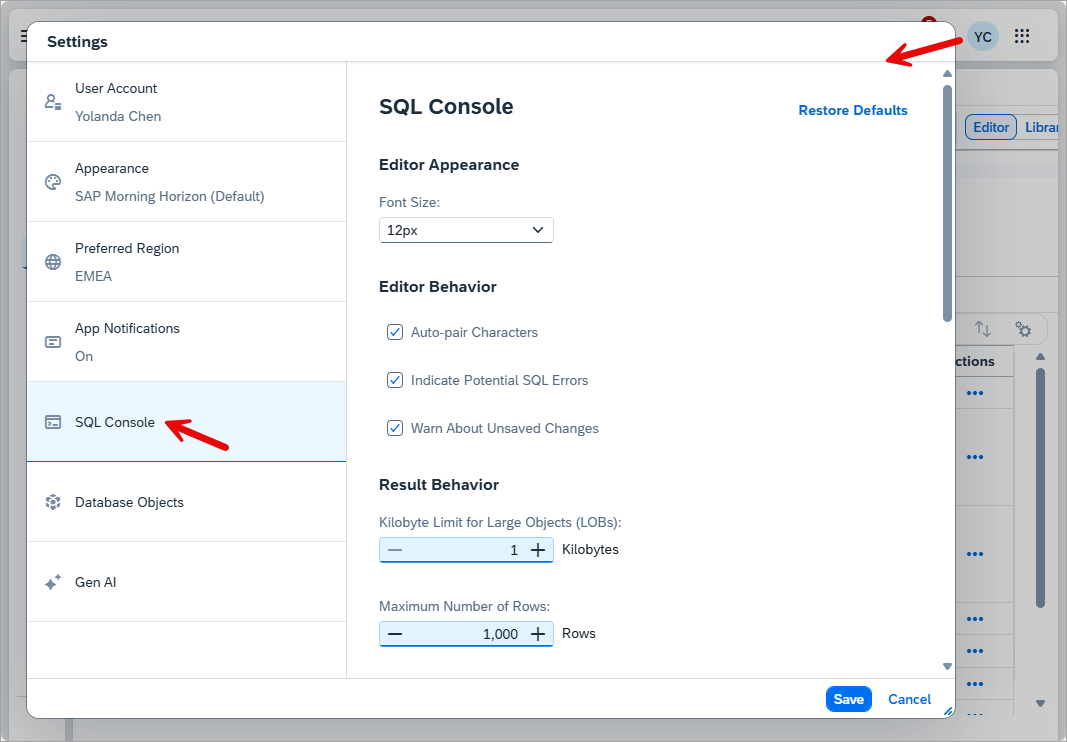 Settings
YC
User Account
Yolanda Chen
Appearance
SAP Morning Horizon (Default)
Preferred Region
EMEA
App Notifications
On
SQL Console
Database Objects
Gen AI
SQL Console
Restore Defaults
Editor Appearance
Font Size:
12px
Editor Behavior
Auto-pair Characters
Indicate Potential SQL Errors
Warn About Unsaved Changes
Result Behavior
Kilobyte Limit for Large Objects (LOBs):
1 Kilobytes
Maximum Number of Rows:
1,000 Rows
Save Cancel
Editor